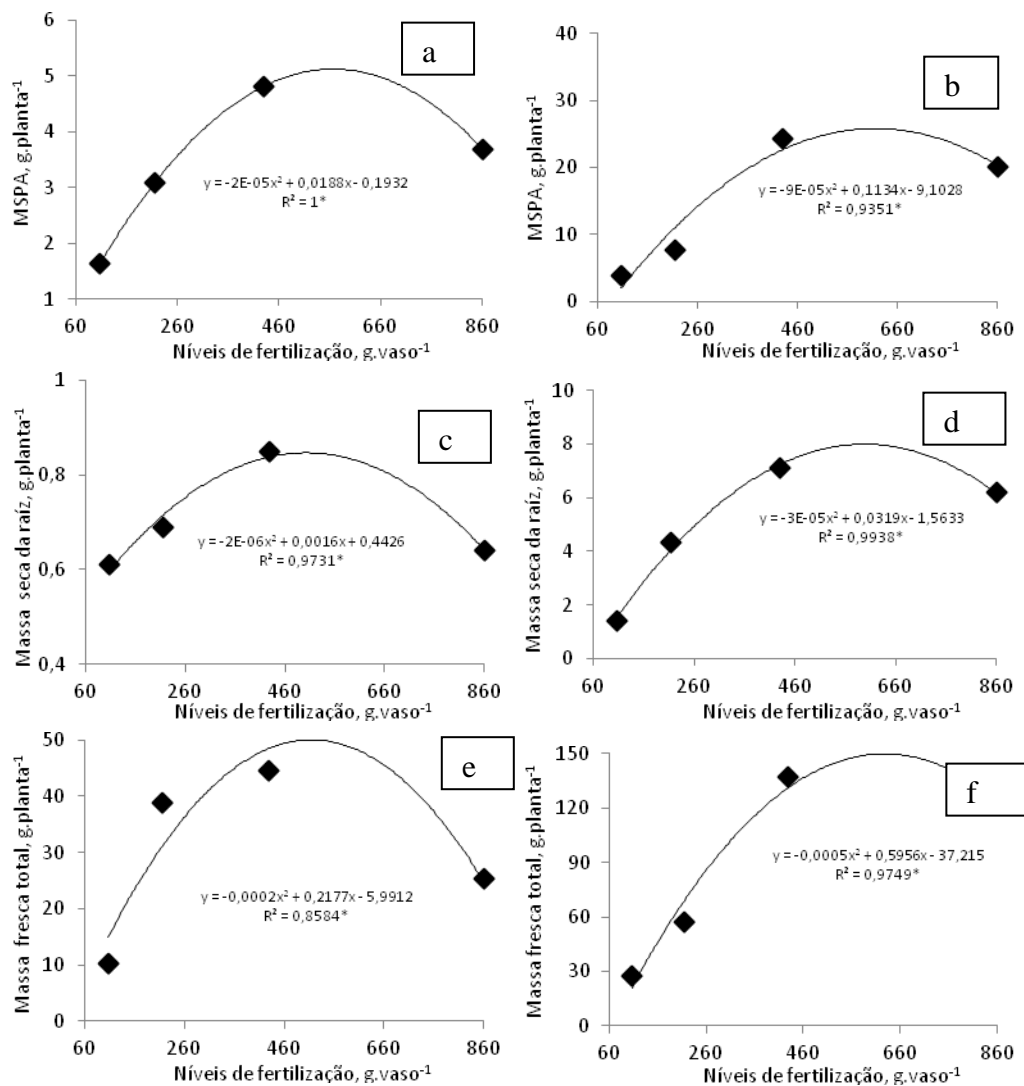 a
MSPA, g.planta⁻¹
6
5
4
3
2
1
y = -2E-05x² + 0,0188x - 0,1932
R² = 1*
60 260 460 660 860
Níveis de fertilização, g.vaso⁻¹
b
MSPA, g.planta⁻¹
40
30
20
10
0
y = -9E-05x² + 0,1134x - 9,1028
R² = 0,9351*
60 260 460 660 860
Níveis de fertilização, g.vaso⁻¹
c
Massa seca da raíz, g.planta⁻¹
1
0,8
0,6
0,4
y = -2E-06x² + 0,0016x + 0,4426
R² = 0,9731*
60 260 460 660 860
Níveis de fertilização, g.vaso⁻¹
d
Massa seca da raíz, g.planta⁻¹
10
8
6
4
2
0
y = -3E-05x² + 0,0319x - 1,5633
R² = 0,9938*
60 260 460 660 860
Níveis de fertilização, g.vaso⁻¹
e
Massa fresca total, g.planta⁻¹
50
40
30
20
10
0
y = -0,0002x² + 0,2177x - 5,9912
R² = 0,8584*
60 260 460 660 860
Níveis de fertilização, g.vaso⁻¹
f
Massa fresca total, g.planta⁻¹
150
120
90
60
30
0
y = -0,0005x² + 0,5956x - 37,215
R² = 0,9749*
60 260 460 660 860
Níveis de fertilização, g.vaso⁻¹